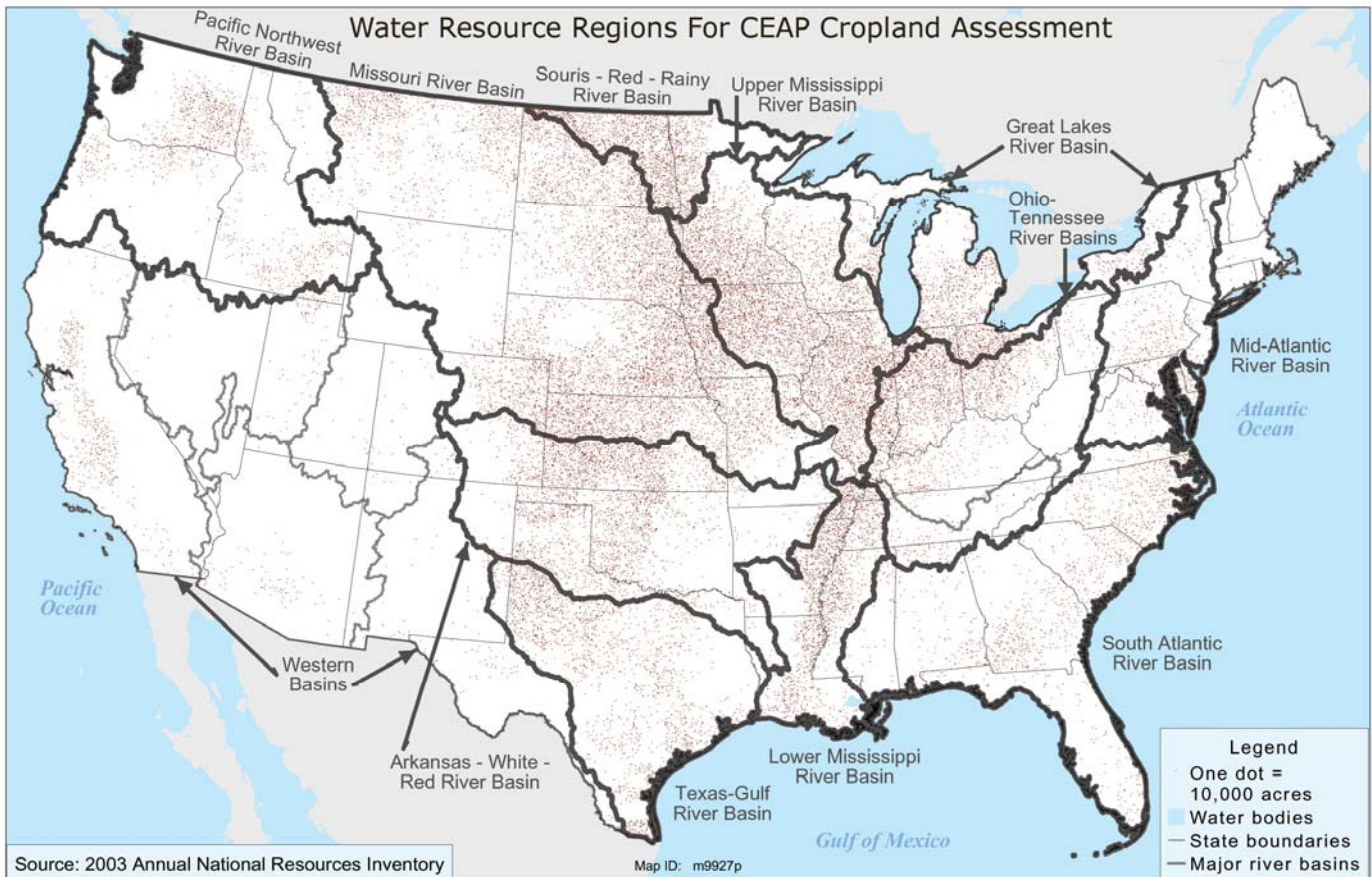 Water Resource Regions For CEAP Cropland Assessment
Pacific Northwest
River Basin
Missouri River Basin
Souris - Red - Rainy
River Basin
Upper Mississippi
River Basin
Great Lakes
River Basin
Ohio-
Tennessee
River Basins
Mid-Atlantic
River Basin
Atlantic
Ocean
Pacific
Ocean
Western
Basins
South Atlantic
River Basin
Arkansas - White -
Red River Basin
Texas-Gulf
River Basin
Lower Mississippi
River Basin
Gulf of Mexico
Legend
One dot =
10,000 acres
Water bodies
State boundaries
Major river basins
Source: 2003 Annual National Resources Inventory
Map ID: m9927p